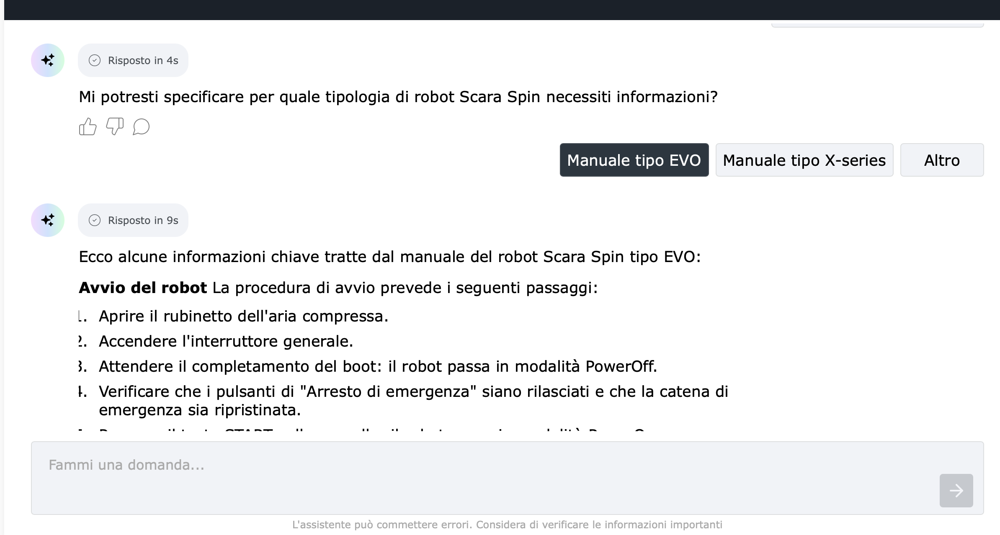 Risposto in 4s
Mi potresti specificare per quale tipologia di robot Scara Spin necessiti informazioni?
Manuale tipo EVO
Manuale tipo X-series
Altro
Risposto in 9s
Ecco alcune informazioni chiave tratte dal manuale del robot Scara Spin tipo EVO:
Avvio del robot La procedura di avvio prevede i seguenti passaggi:
1. Aprire il rubinetto dell'aria compressa.
2. Accendere l'interruttore generale.
3. Attendere il completamento del boot: il robot passa in modalità PowerOff.
4. Verificare che i pulsanti di "Arresto di emergenza" siano rilasciati e che la catena di
emergenza sia ripristinata.
Fammi una domanda...
L'assistente può commettere errori. Considera di verificare le informazioni importanti